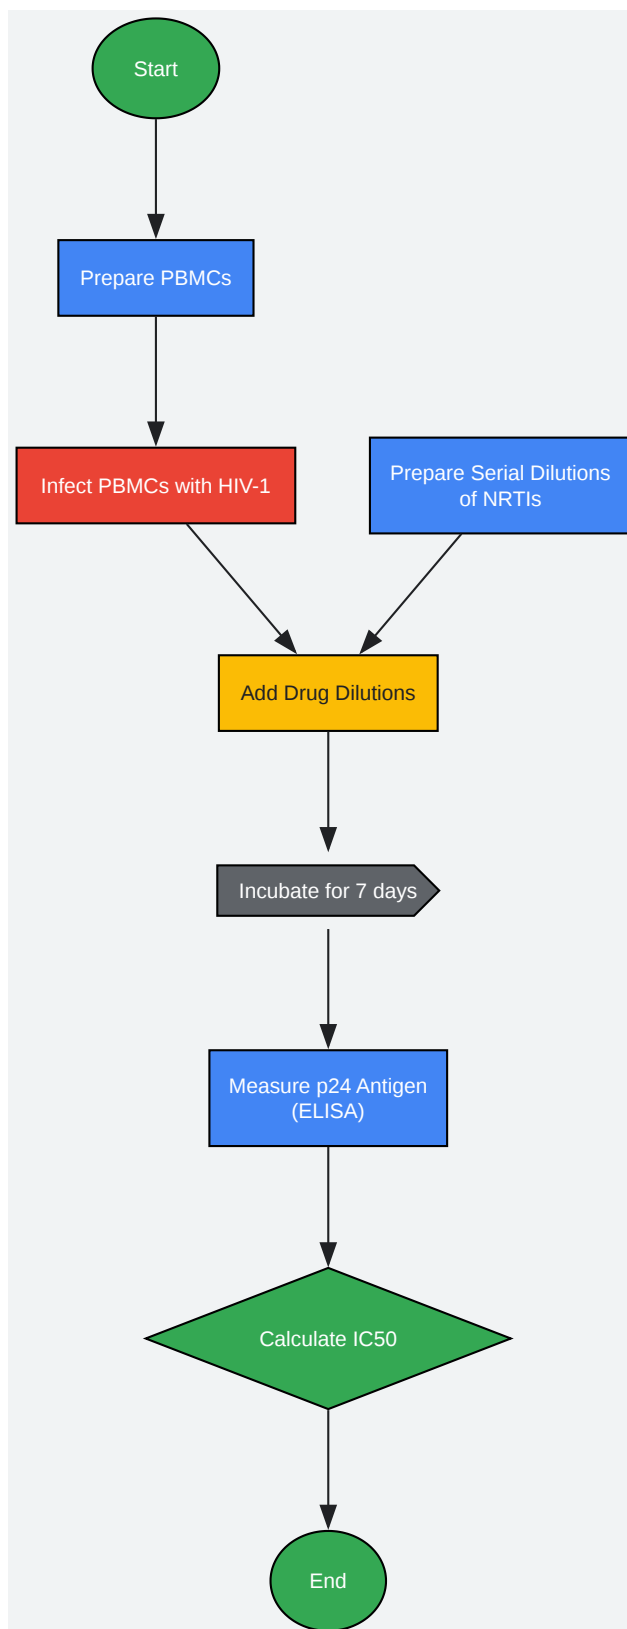 Start
Prepare PBMCs
Infect PBMCs with HIV-1
Prepare Serial Dilutions
of NRTIs
Add Drug Dilutions
Incubate for 7 days
Measure p24 Antigen
(ELISA)
Calculate IC50
End